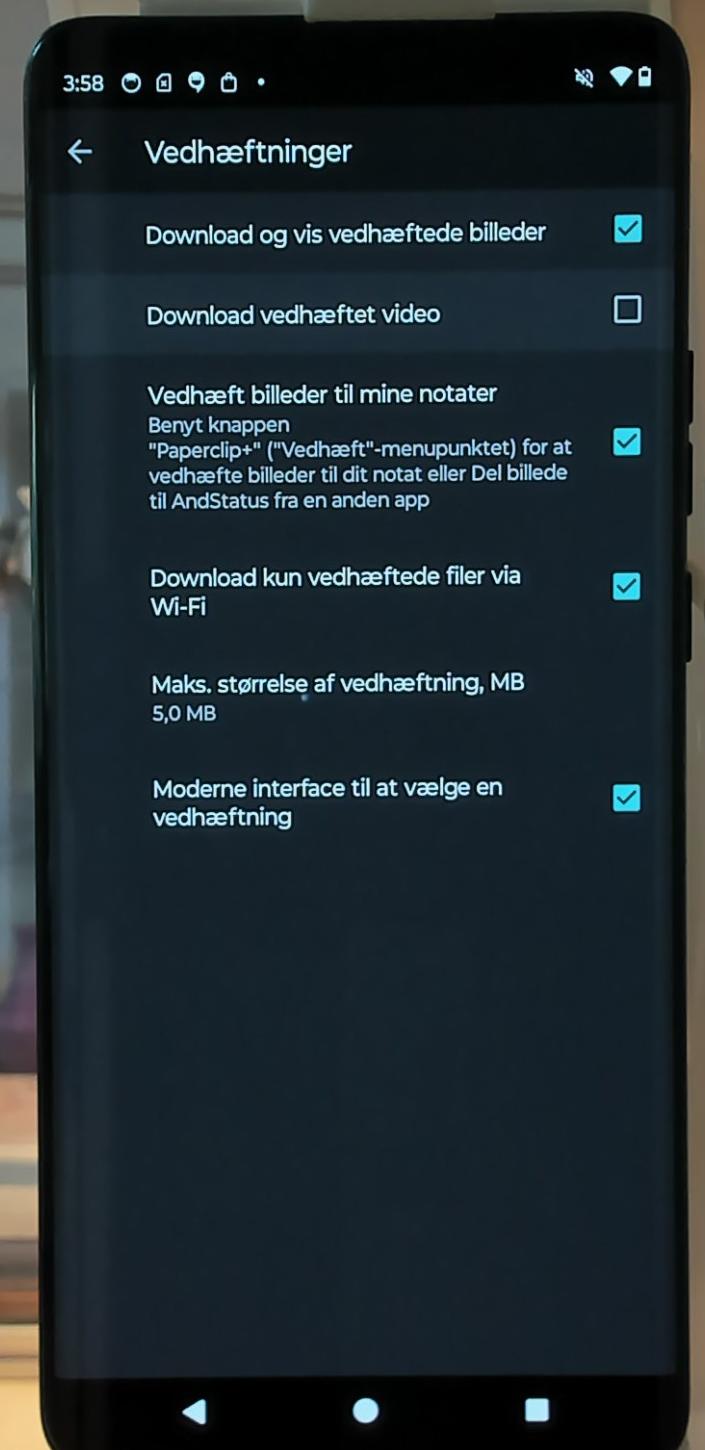 3:58
Vedhæftninger
Download og vis vedhæftede billeder
Download vedhæftet video
Vedhæft billeder til mine notater
Benyt knappen
"Paperclip+" ("Vedhæft"-menupunktet) for at
vedhæfte billeder til dit notat eller Del billede
til AndStatus fra en anden app
Download kun vedhæftede filer via
Wi-Fi
Maks. størrelse af vedhæftning, MB
5,0 MB
Moderne interface til at vælge en
vedhæftning